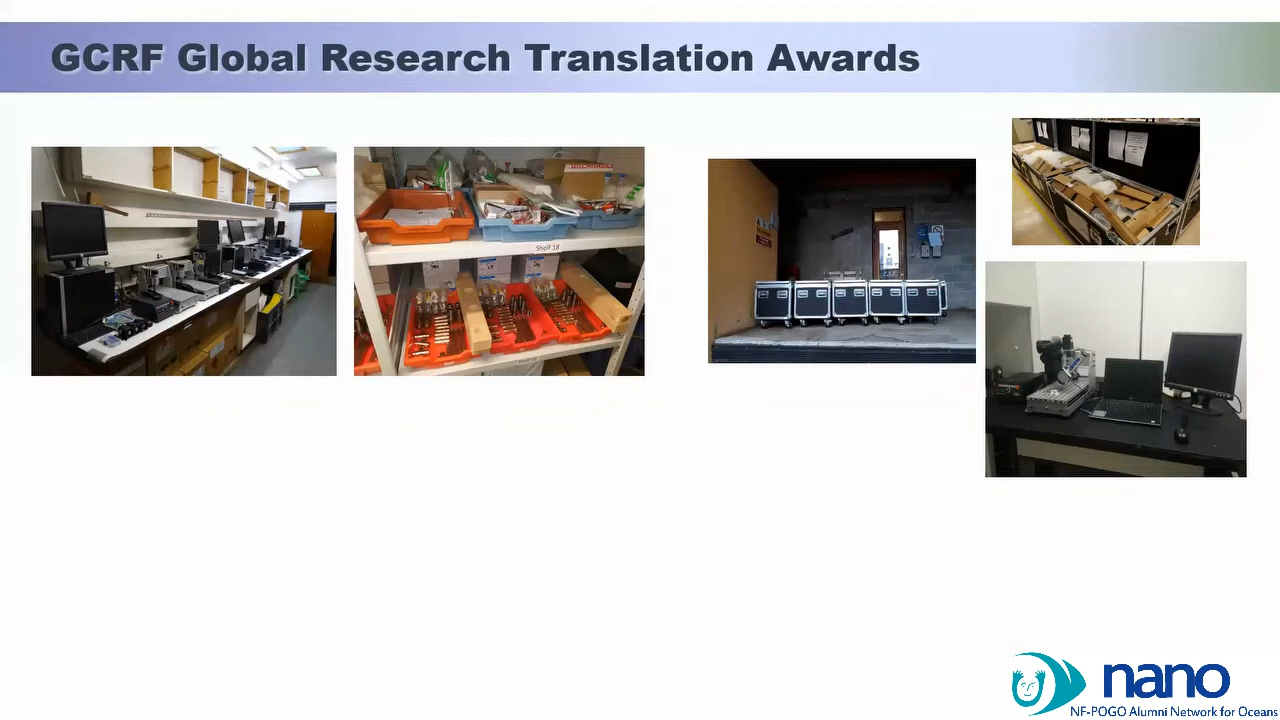 GCRF Global Research Translation Awards
Shelf 18
nano
NF-POGO Alumni Network for Oceans